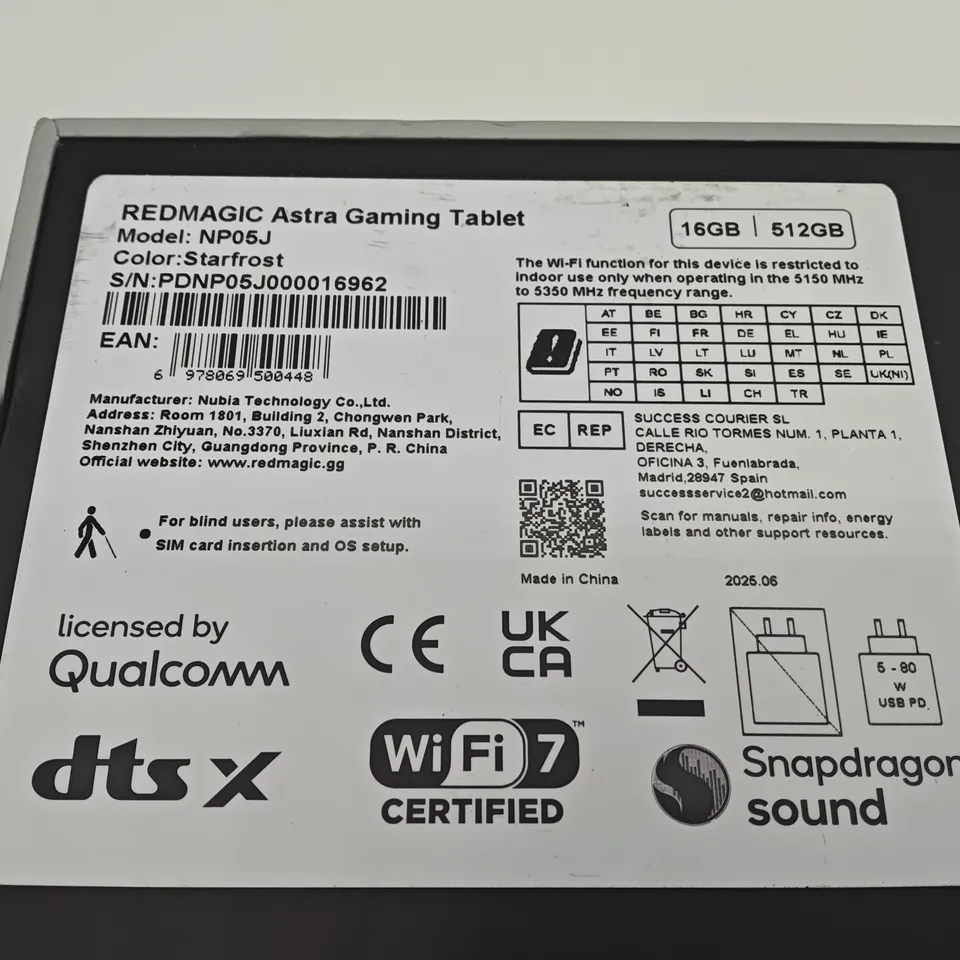 REDMAGIC Astra Gaming Tablet
Model: NP05J
Color:Starfrost
S/N:PDNP05J000016962
EAN:
6 978069 500448
Manufacturer: Nubia Technology Co.,Ltd.
Address: Room 1801, Building 2, Chongwen Park,
Nanshan Zhiyuan, No.3370, Liuxian Rd, Nanshan District,
Shenzhen City, Guangdong Province, P. R. China
Official website: www.redmagic.gg
For blind users, please assist with
SIM card insertion and OS setup.
16GB | 512GB
The Wi-Fi function for this device is restricted to
indoor use only when operating in the 5150 MHz
to 5350 MHz frequency range.
AT BE BG HR CY CZ DK
EE FI FR DE EL HU IE
IT LV LT LU MT NL PL
PT RO SK SI ES SE UK(NI)
NO IS LI CH TR
EC REP
SUCCESS COURIER SL
CALLE RIO TORMES NUM. 1, PLANTA 1,
DERECHA,
OFICINA 3, Fuenlabrada,
Madrid,28947 Spain
successservice2@hotmail.com
Scan for manuals, repair info, energy
labels and other support resources.
Made in China
2025.06
licensed by
Qualcomm
CE
UK
CA
5 - 80
W
USB PD
dts x
Wi Fi 7™
CERTIFIED
Snapdragon
sound